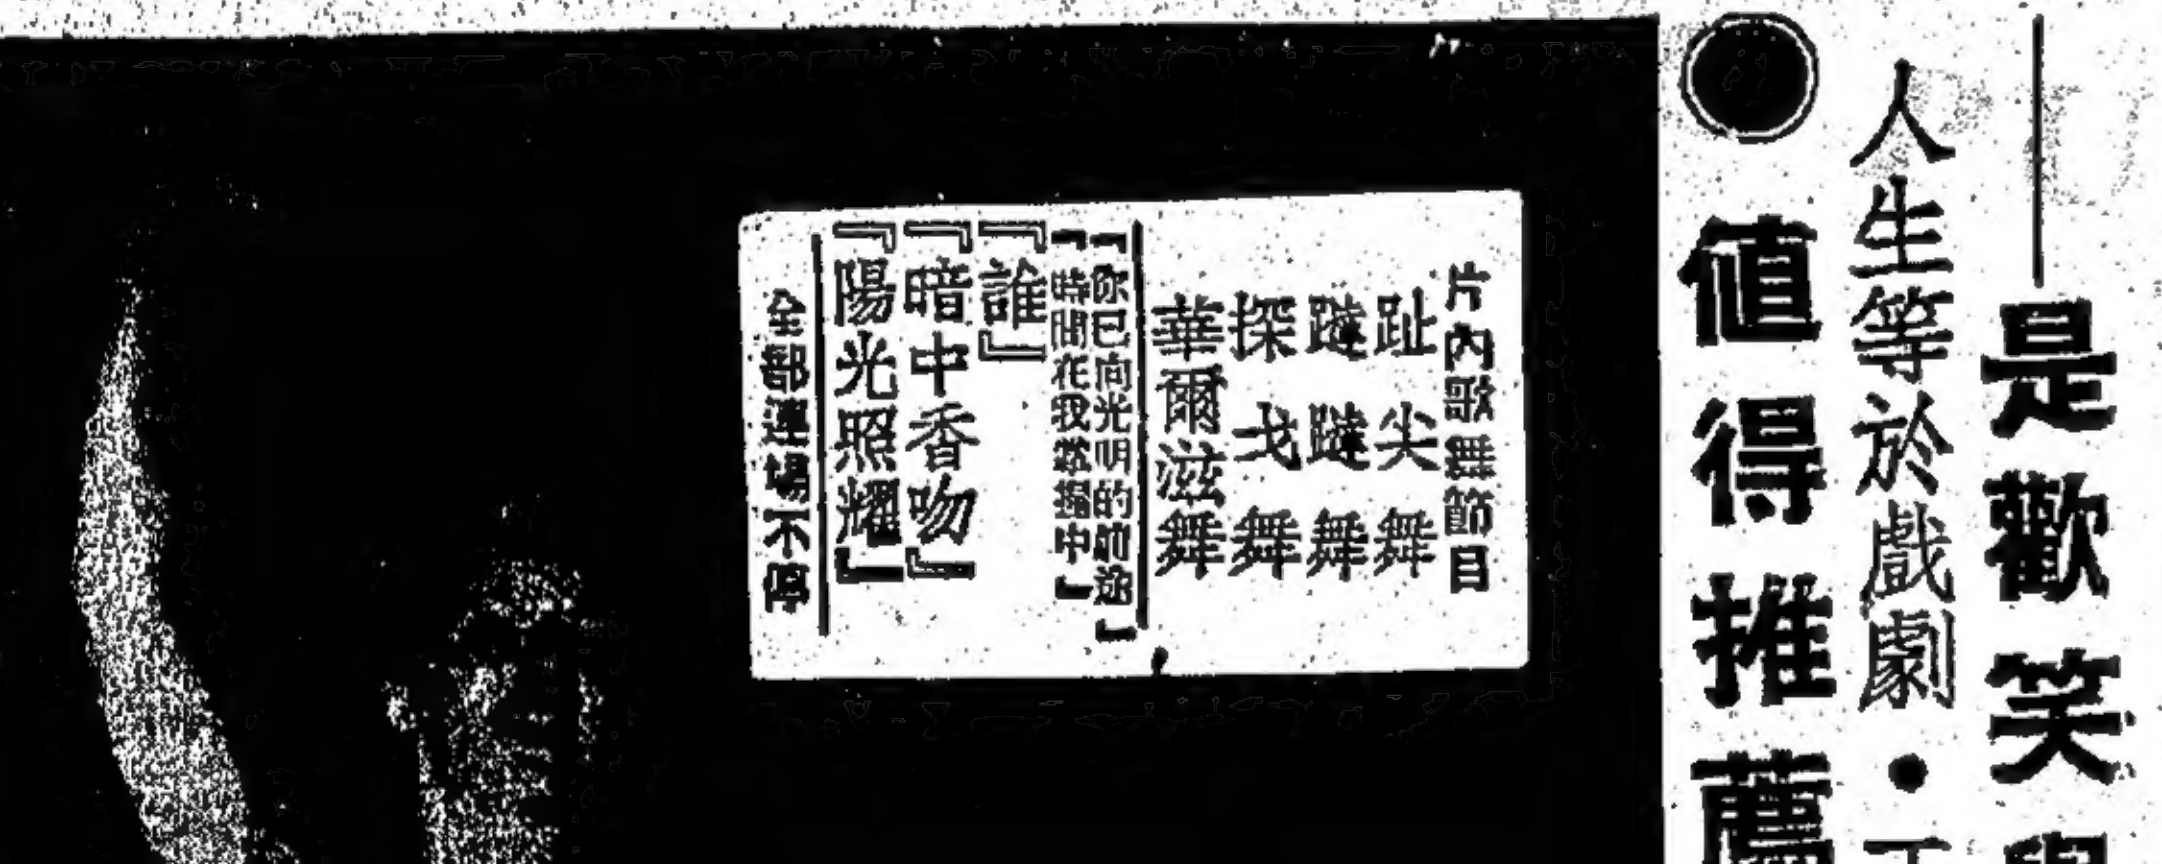 是歡笑
人生等於戲劇・
值得推薦
片內歌舞節目
趾尖舞
躂躂舞
探戈舞
華爾滋舞
「你已向光明的前途」
「時間在我掌握中」
『誰』
『暗中香吻』
『陽光照耀』
全部連場不停